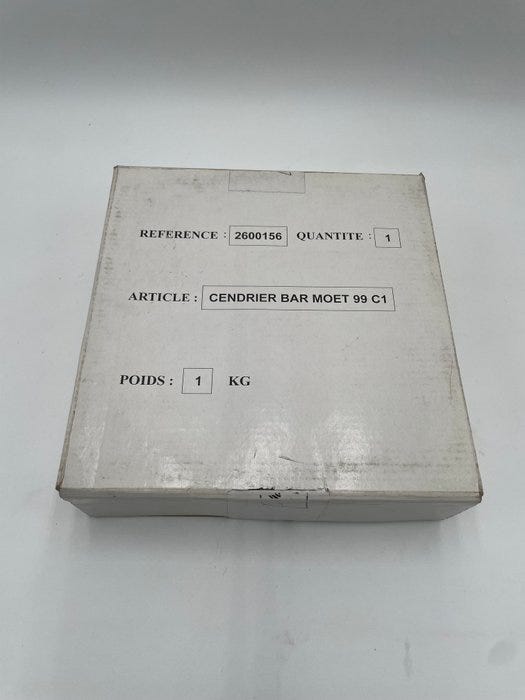 REFERENCE : 2600156 QUANTITE : 1
ARTICLE : CENDRIER BAR MOET 99 C1
POIDS : 1 KG